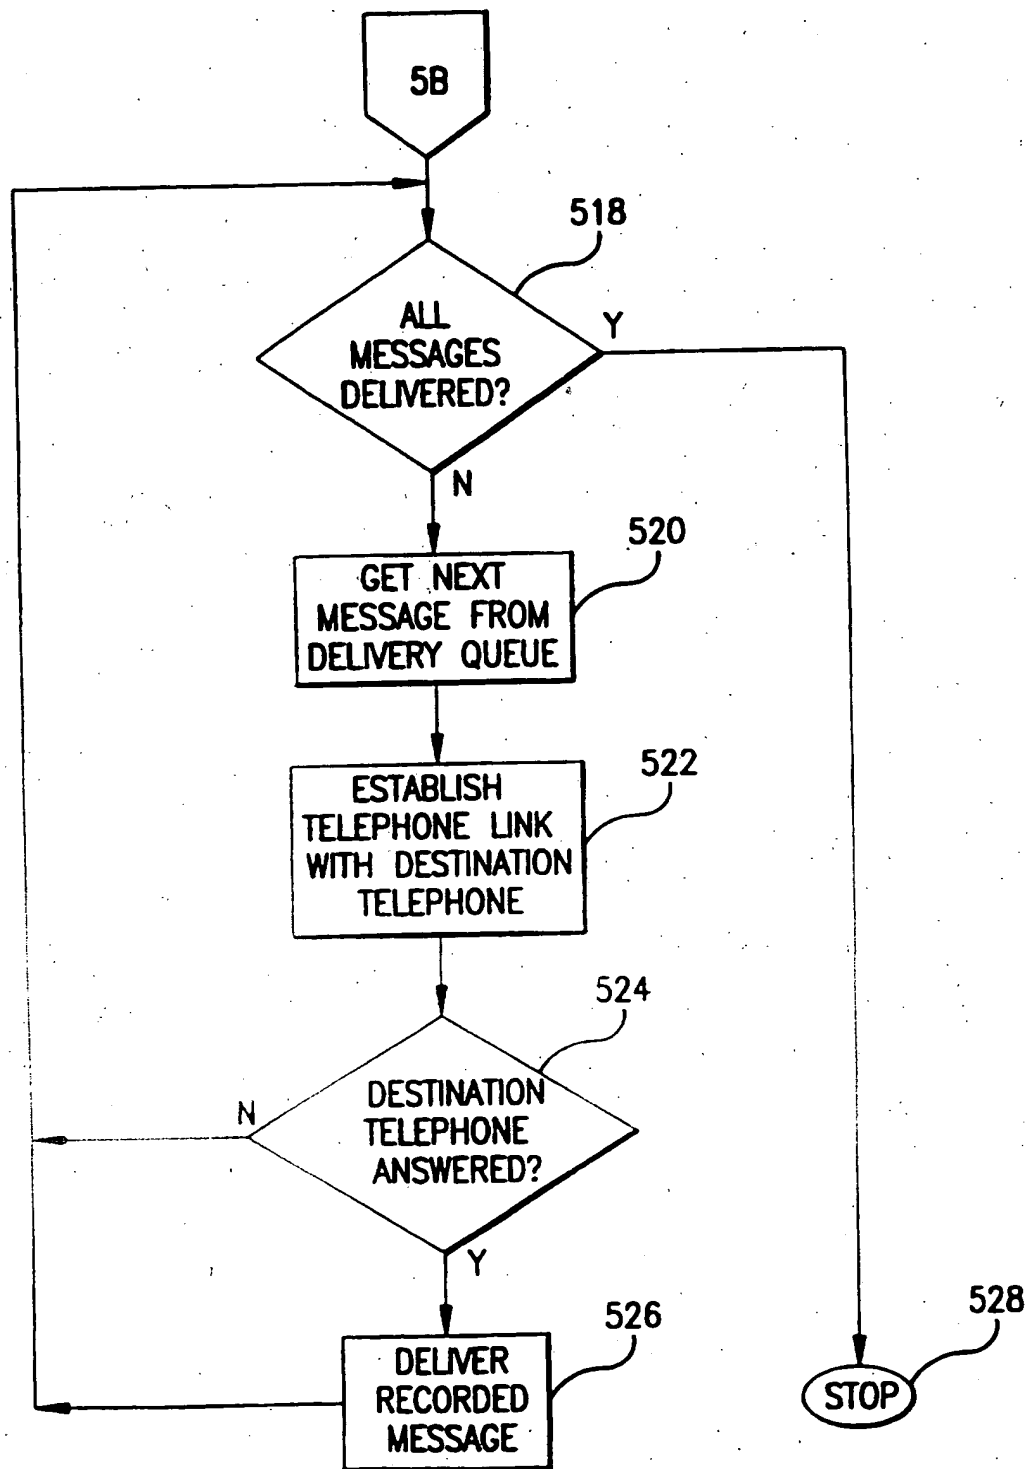 5B
518
ALL
MESSAGES
DELIVERED?
Y
N
520
GET NEXT
MESSAGE FROM
DELIVERY QUEUE
522
ESTABLISH
TELEPHONE LINK
WITH DESTINATION
TELEPHONE
524
DESTINATION
TELEPHONE
ANSWERED?
N
Y
526
DELIVER
RECORDED
MESSAGE
528
STOP